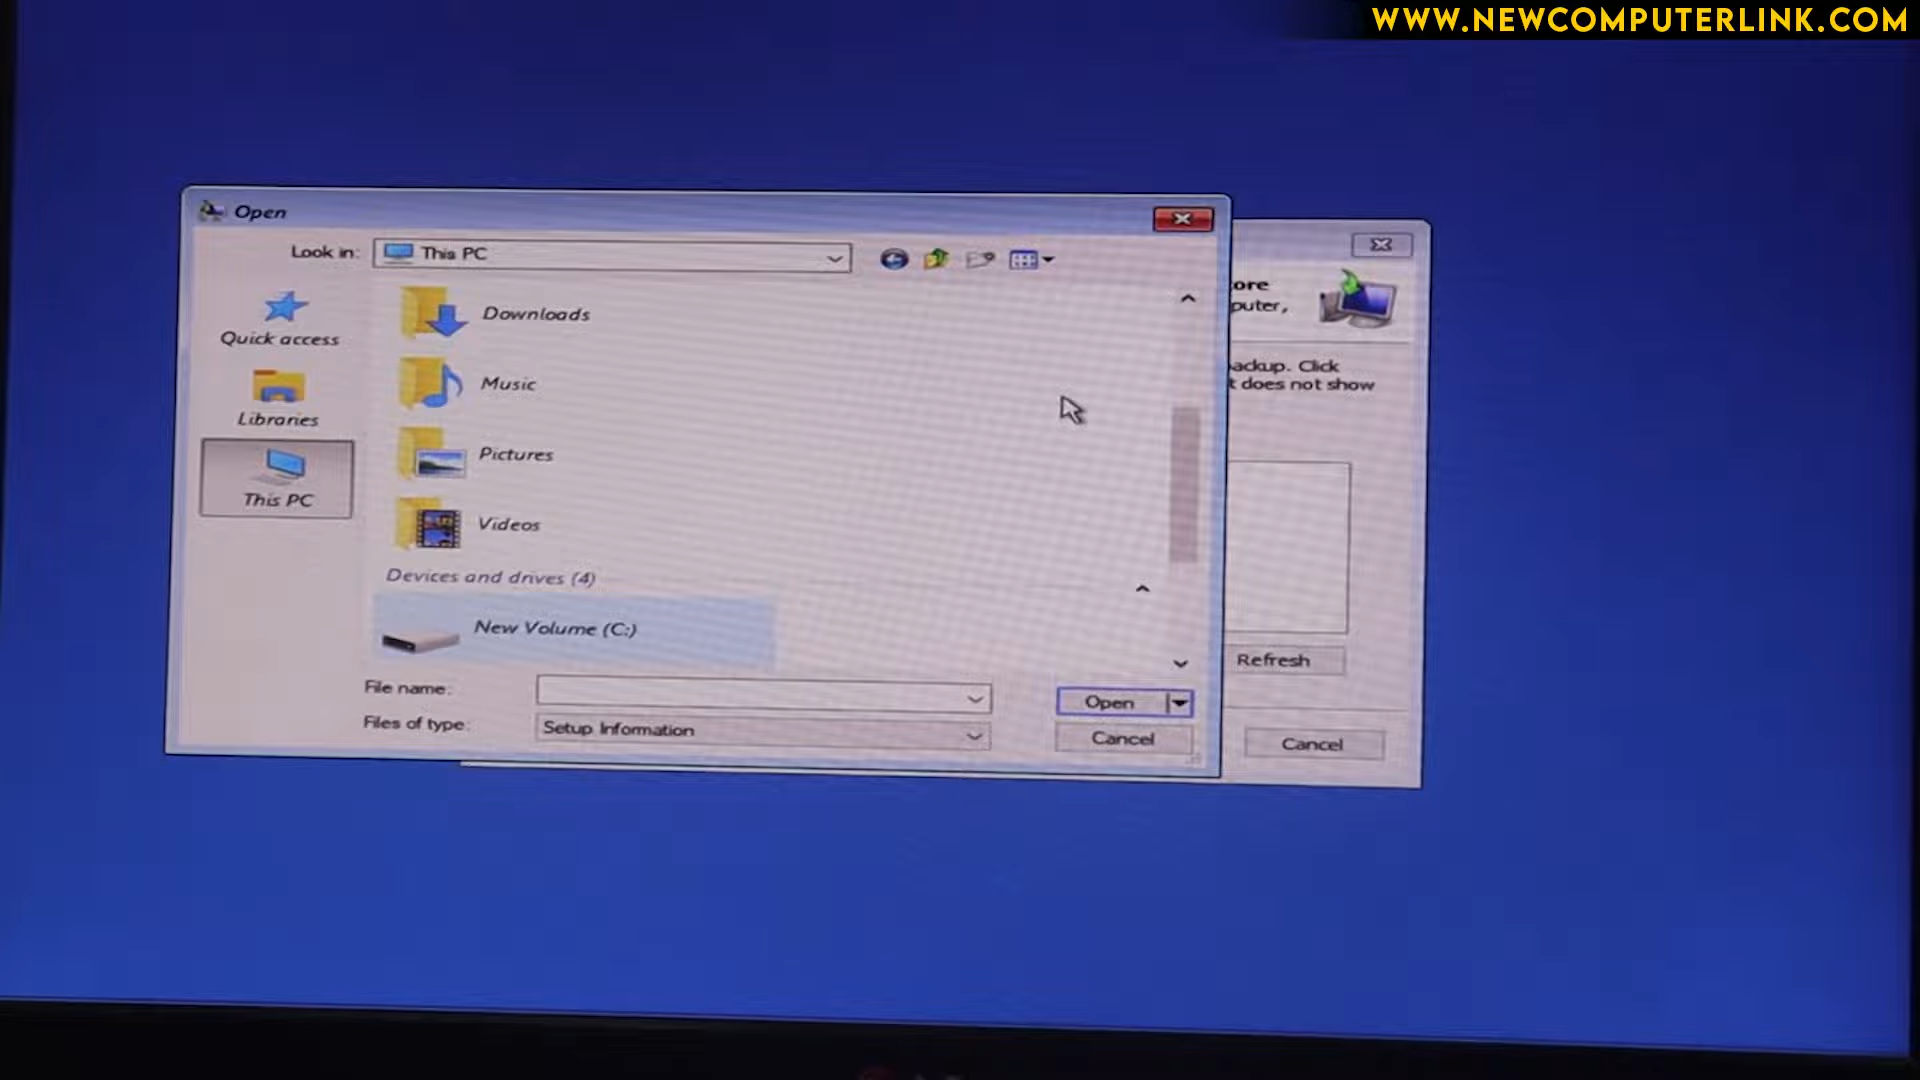 WWW.NEWCOMPUTERLINK.COM
Open
Look in:
This PC
Quick access
Libraries
This PC
Downloads
Music
Pictures
Videos
Devices and drives (4)
New Volume (C:)
File name:
Files of type:
Setup Information
Open
Cancel
ore
puter,
ackup. Click
t does not show
Refresh
Cancel